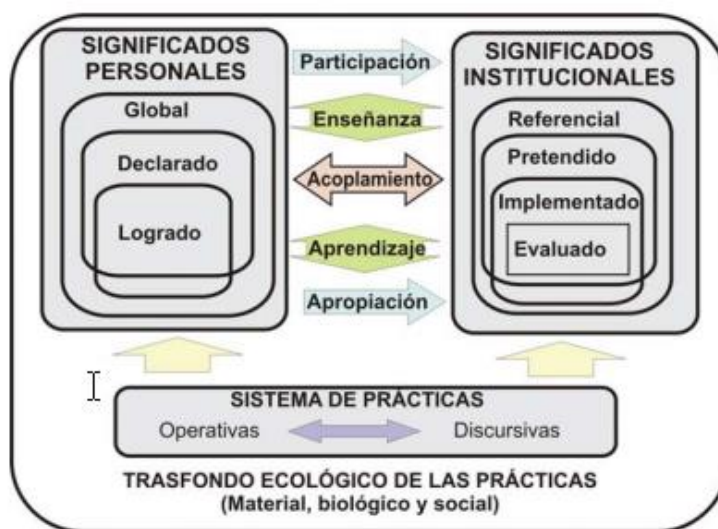 SIGNIFICADOS
PERSONALES
Global
Declarado
Logrado
Participación
Enseñanza
Acoplamiento
Aprendizaje
Apropiación
SIGNIFICADOS
INSTITUCIONALES
Referencial
Pretendido
Implementado
Evaluado
SISTEMA DE PRÁCTICAS
Operativas
Discursivas
TRASFONDO ECOLÓGICO DE LAS PRÁCTICAS
(Material, biológico y social)